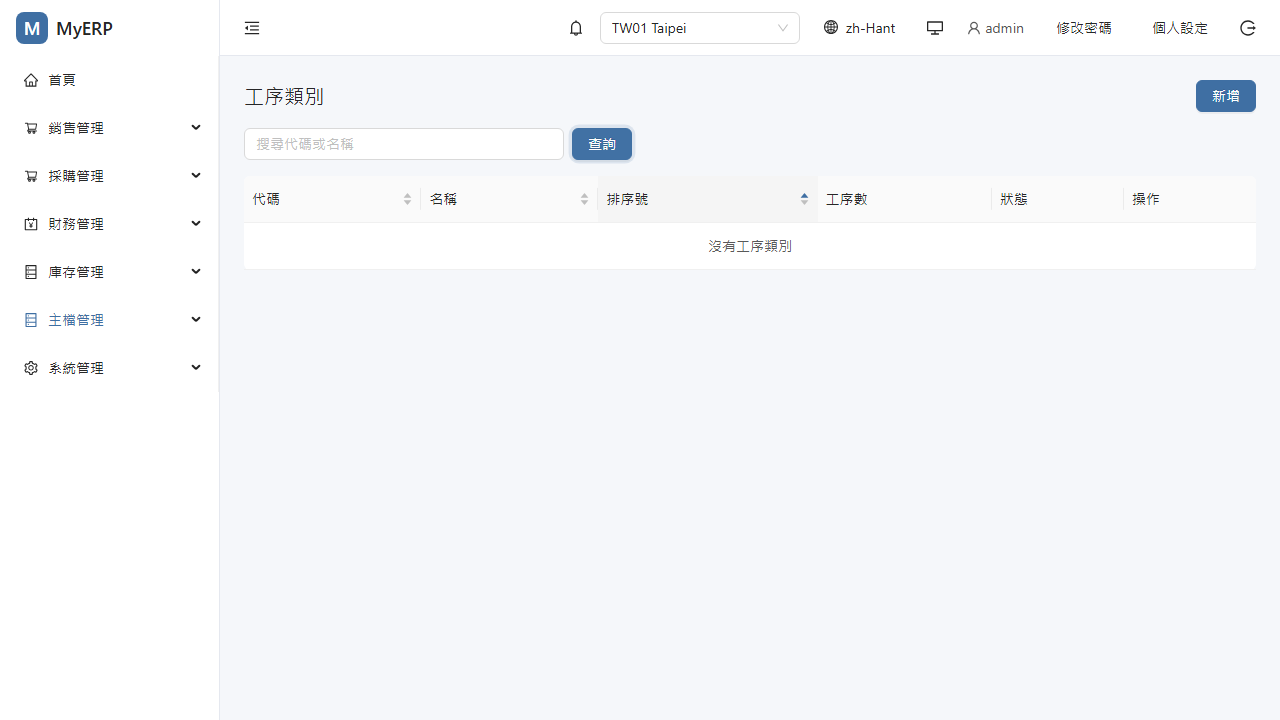 M MyERP
TW01 Taipei
zh-Hant
admin
修改密碼
個人設定
首頁
銷售管理
採購管理
財務管理
庫存管理
主檔管理
系統管理
工序類別
新增
搜尋代碼或名稱
查詢
代碼 名稱 排序號 工序數 狀態 操作
沒有工序類別